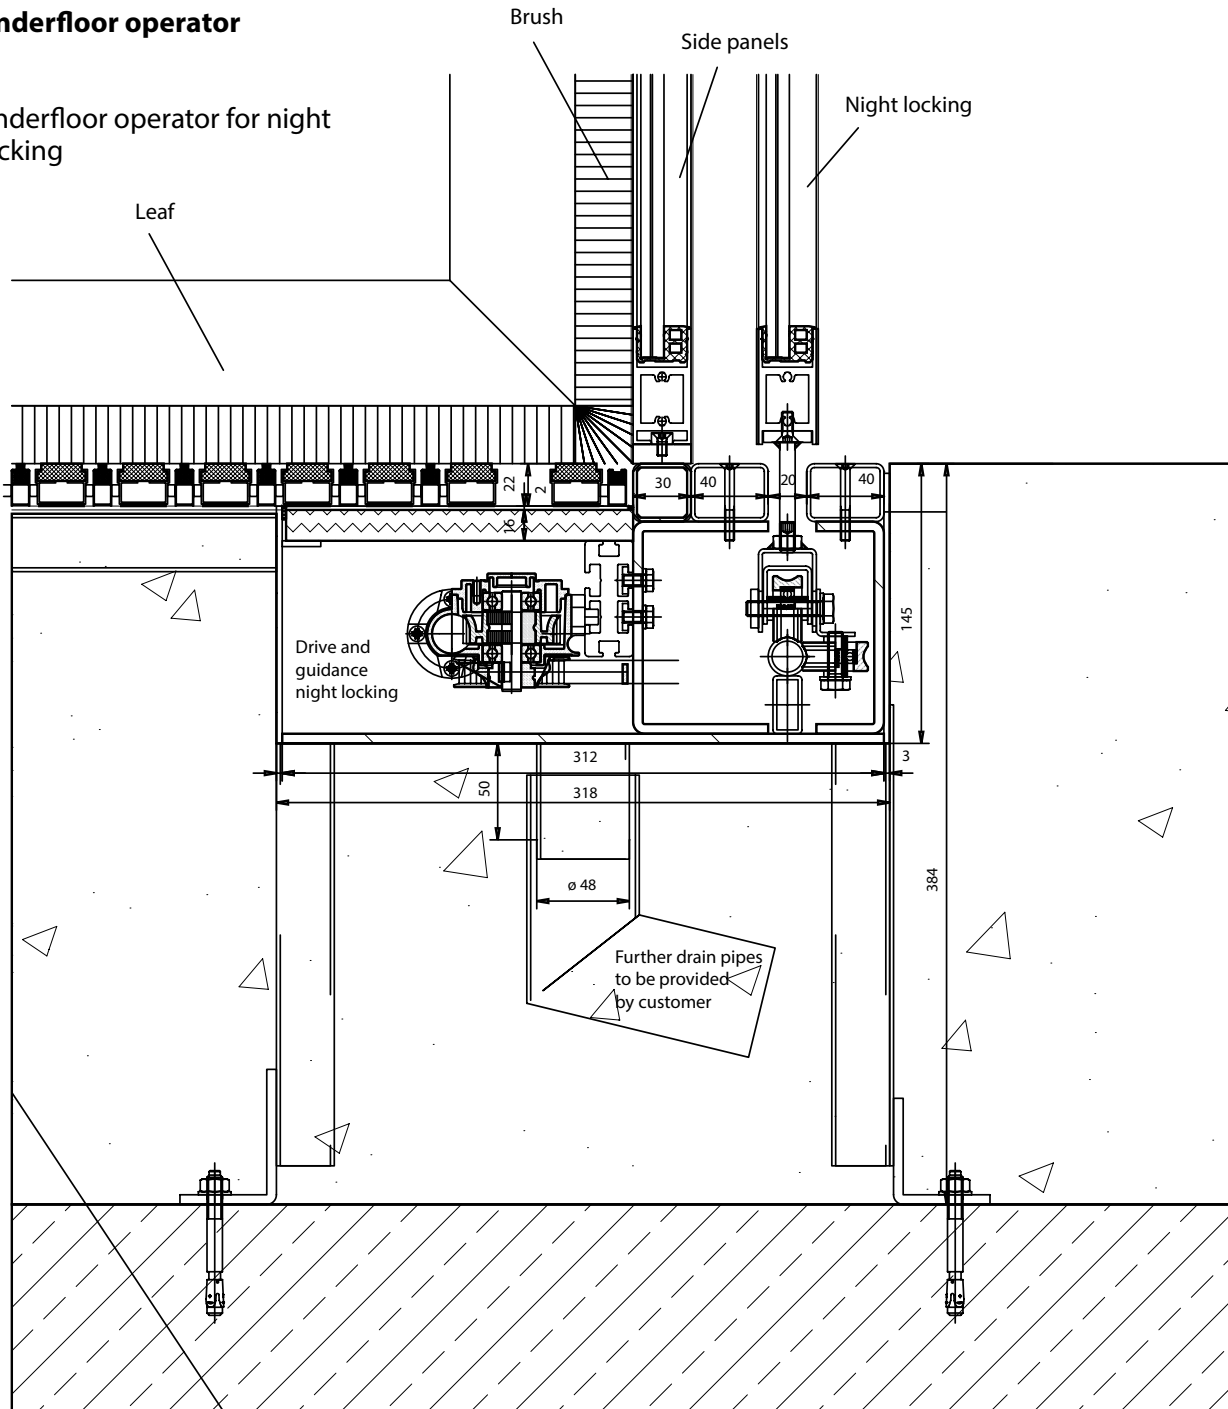 nderfloor operator
Brush
Side panels
Night locking
nderfloor operator for night
cking
Leaf
22
2
16
30
40
20
40
145
Drive and
guidance
night locking
312
3
50
318
384
ø 48
Further drain pipes
to be provided
by customer